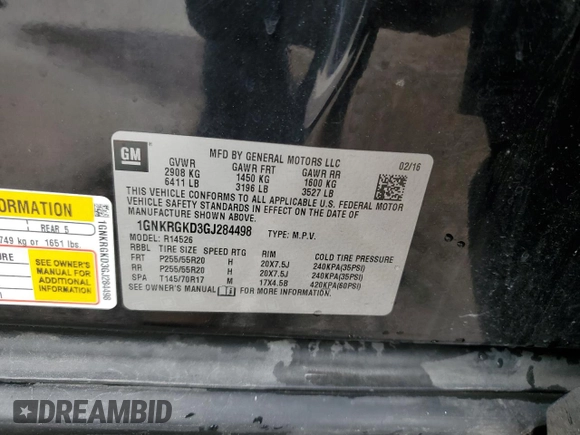 GM
MFD BY GENERAL MOTORS LLC
02/16
GVWR GAWR FRT GAWR RR
2908 KG 1450 KG 1600 KG
6411 LB 3196 LB 3527 LB
THIS VEHICLE CONFORMS TO ALL APPLICABLE U.S. FEDERAL MOTOR
VEHICLE SAFETY STANDARDS IN EFFECT ON THE DATE OF
MANUFACTURE SHOWN ABOVE.
1GNKRGKD3GJ284498 TYPE: M.P.V.
MODEL: R14526
RBBL TIRE SIZE SPEED RTG RIM COLD TIRE PRESSURE
FRT P255/55R20 H 20X7.5J 240KPA(35PSI)
RR P255/55R20 H 20X7.5J 240KPA(35PSI)
SPA T145/70R17 M 17X4.5B 420KPA(60PSI)
SEE OWNER'S MANUAL FOR MORE INFORMATION
ORMATION
1 REAR 5
749 kg or 1651 lbs.
SEE OWNER'S
MANUAL FOR
ADDITIONAL
INFORMATION
1GNKRGKD3GJ284498
DREAMBID